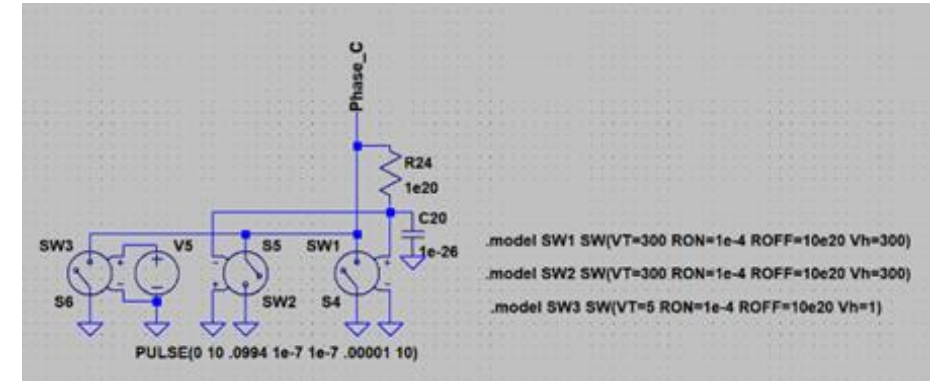 Phase_C
R24
1e20
C20
1e-26
SW3
V5
S5
SW1
S6
SW2
S4
PULSE(0 10 .0994 1e-7 1e-7 .00001 10)
.model SW1 SW(VT=300 RON=1e-4 ROFF=10e20 Vh=300)
.model SW2 SW(VT=300 RON=1e-4 ROFF=10e20 Vh=300)
.model SW3 SW(VT=5 RON=1e-4 ROFF=10e20 Vh=1)